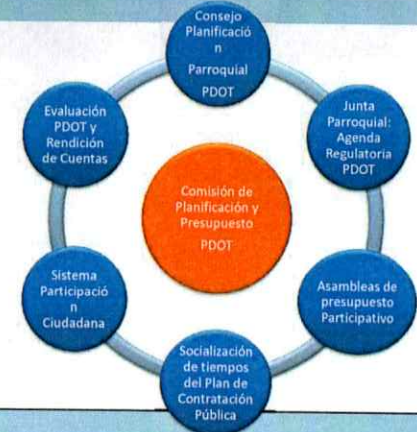 Consejo
Planificació
n
Parroquial
PDOT
Junta
Parroquial:
Agenda
Regulatoria
PDOT
Asambleas de
presupuesto
Participativo
Socialización
de tiempos
del Plan de
Contratación
Pública
Sistema
Participació
n
Ciudadana
Evaluación
PDOT y
Rendición
de Cuentas
Comisión de
Planificación y
Presupuesto
PDOT